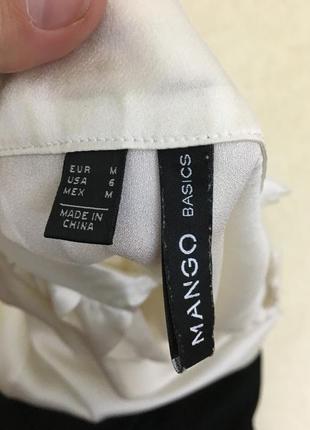 EUR M
USA 6
MEX M
MADE IN
CHINA
MANGO BASICS